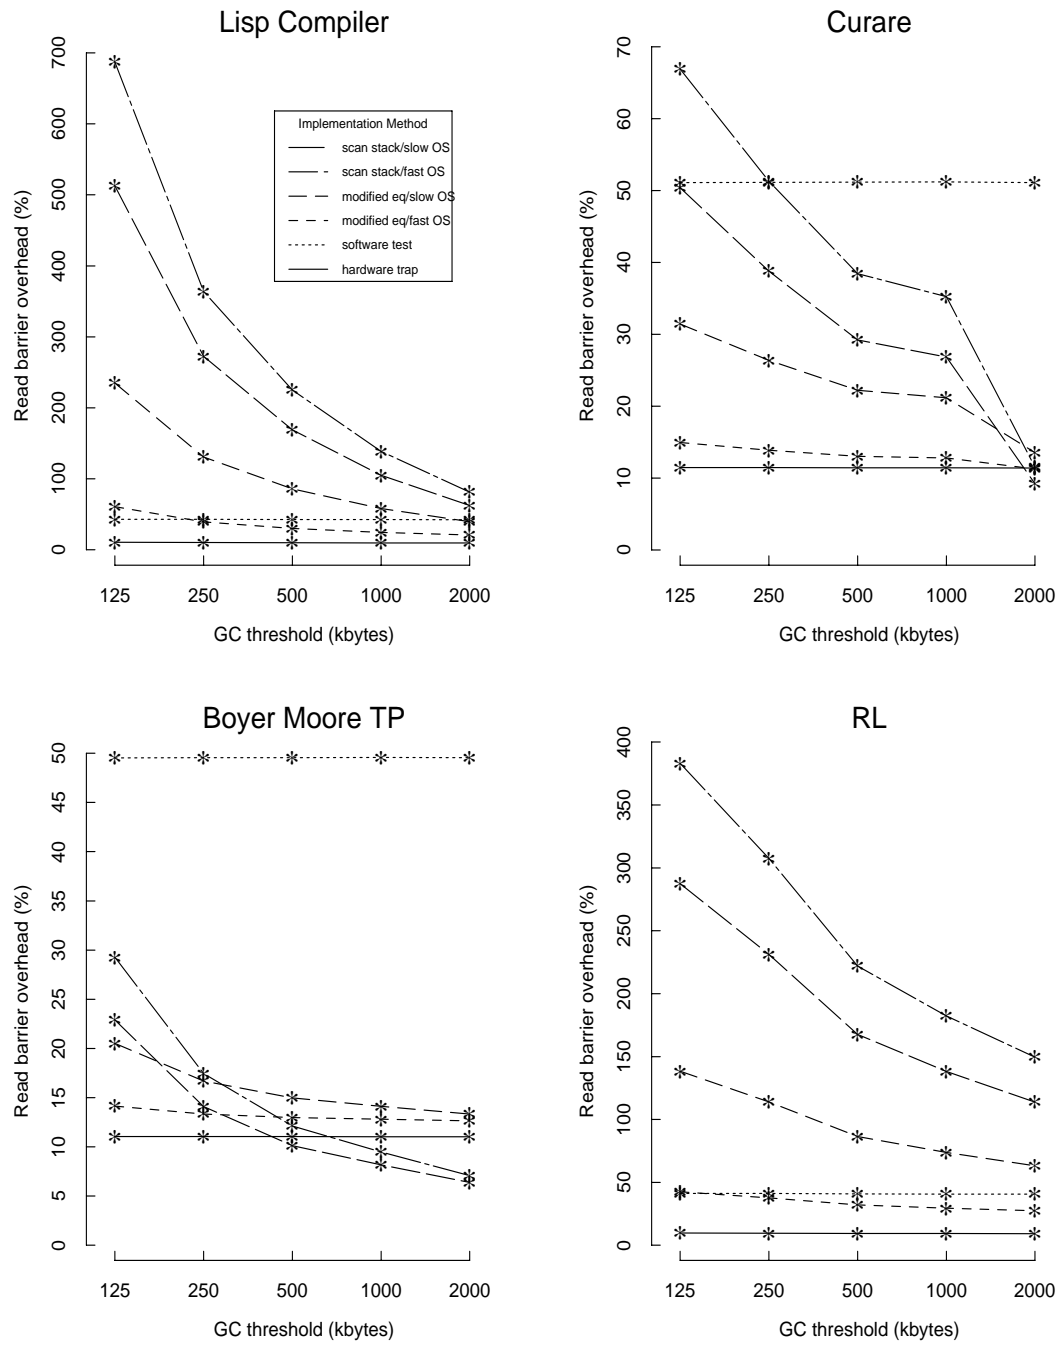 Lisp Compiler
Read barrier overhead (%)
700
600
500
400
300
200
100
0
Implementation Method
scan stack/slow OS
scan stack/fast OS
modified eq/slow OS
modified eq/fast OS
software test
hardware trap
125 250 500 1000 2000
GC threshold (kbytes)
Curare
Read barrier overhead (%)
70
60
50
40
30
20
10
0
125 250 500 1000 2000
GC threshold (kbytes)
Boyer Moore TP
Read barrier overhead (%)
50
45
40
35
30
25
20
15
10
5
0
125 250 500 1000 2000
GC threshold (kbytes)
RL
Read barrier overhead (%)
400
350
300
250
200
150
100
50
0
125 250 500 1000 2000
GC threshold (kbytes)